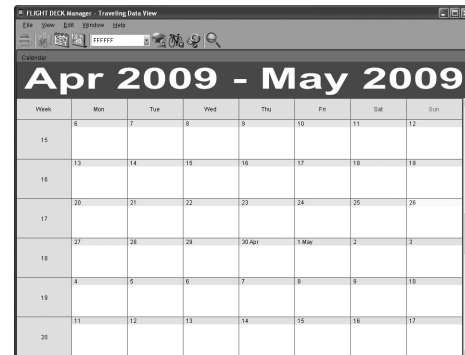 FLIGHT DECK Manager - Traveling Data View
File View Edit Window Help
FFFFFF
Calendar
Apr 2009 - May 2009
Week Mon Tue Wed Thu Fri Sat Sun
15 6 7 8 9 10 11 12
16 13 14 15 16 17 18 19
17 20 21 22 23 24 25 26
18 27 28 29 30 Apr 1 May 2 3
19 4 5 6 7 8 9 10
20 11 12 13 14 15 16 17